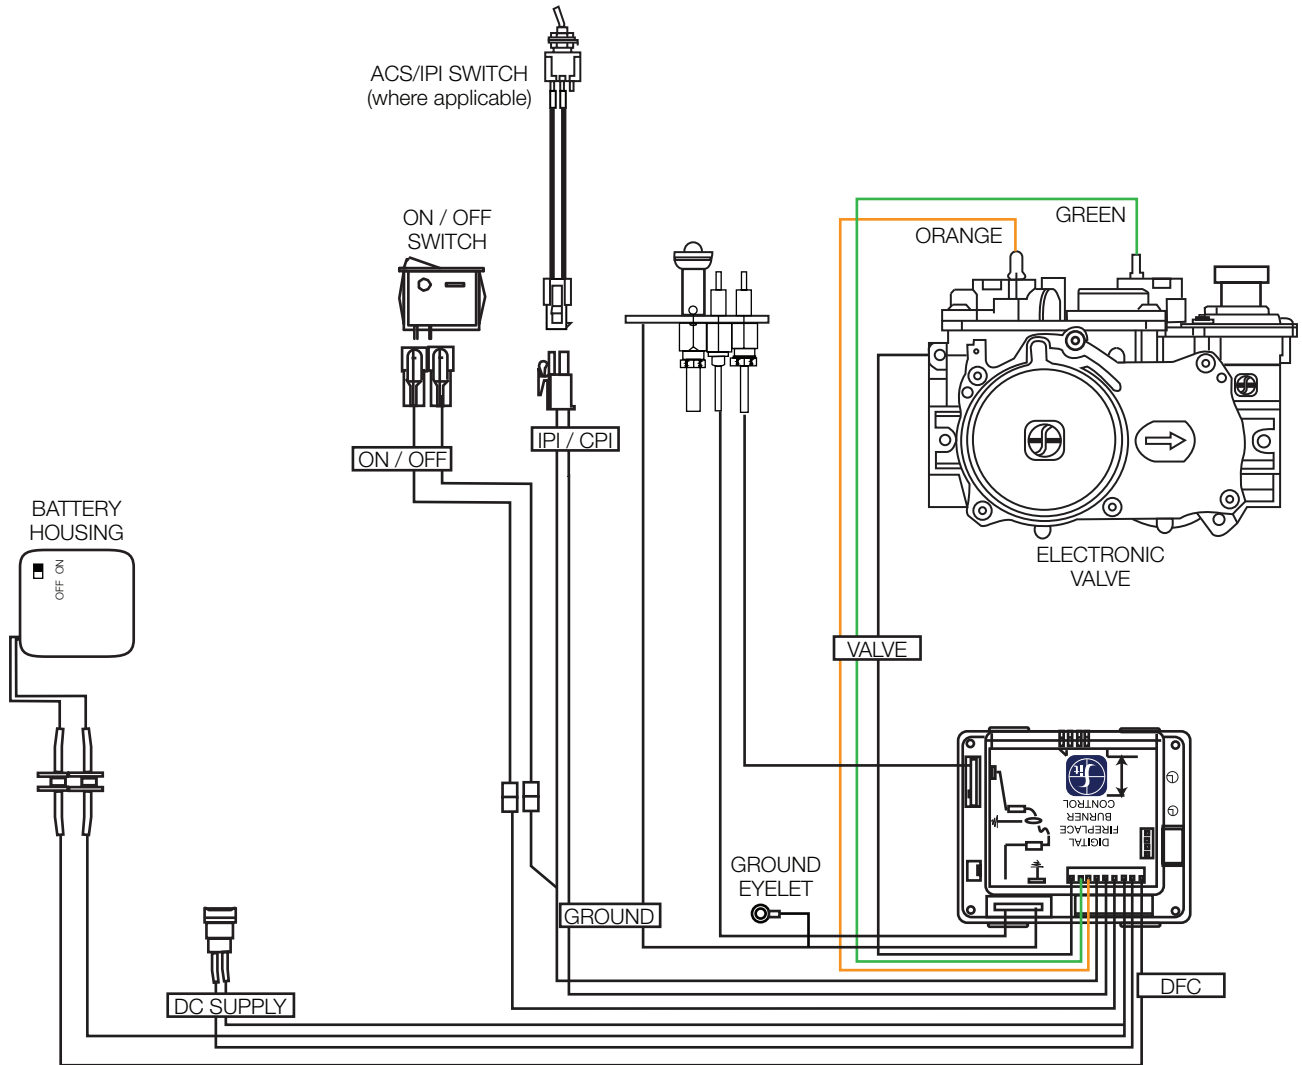 ACS/IPI SWITCH
(where applicable)
ON / OFF
SWITCH
GREEN
ORANGE
IPI / CPI
ON / OFF
BATTERY
HOUSING
OFF ON
ELECTRONIC
VALVE
VALVE
fit
DIGITAL
FIREPLACE
BURNER
CONTROL
GROUND
EYELET
GROUND
DFC
DC SUPPLY